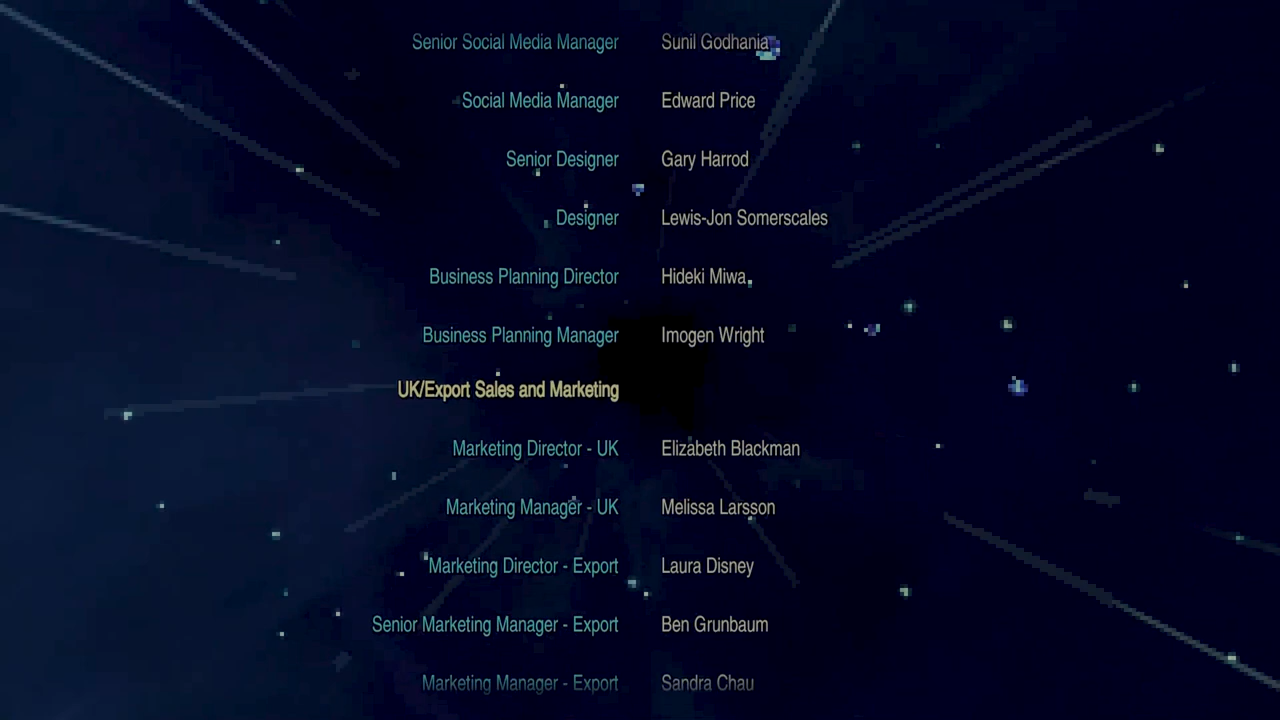 Senior Social Media Manager Sunil Godhania
Social Media Manager Edward Price
Senior Designer Gary Harrod
Designer Lewis-Jon Somerscales
Business Planning Director Hideki Miwa
Business Planning Manager Imogen Wright
UK/Export Sales and Marketing
Marketing Director - UK Elizabeth Blackman
Marketing Manager - UK Melissa Larsson
Marketing Director - Export Laura Disney
Senior Marketing Manager - Export Ben Grunbaum
Marketing Manager - Export Sandra Chau